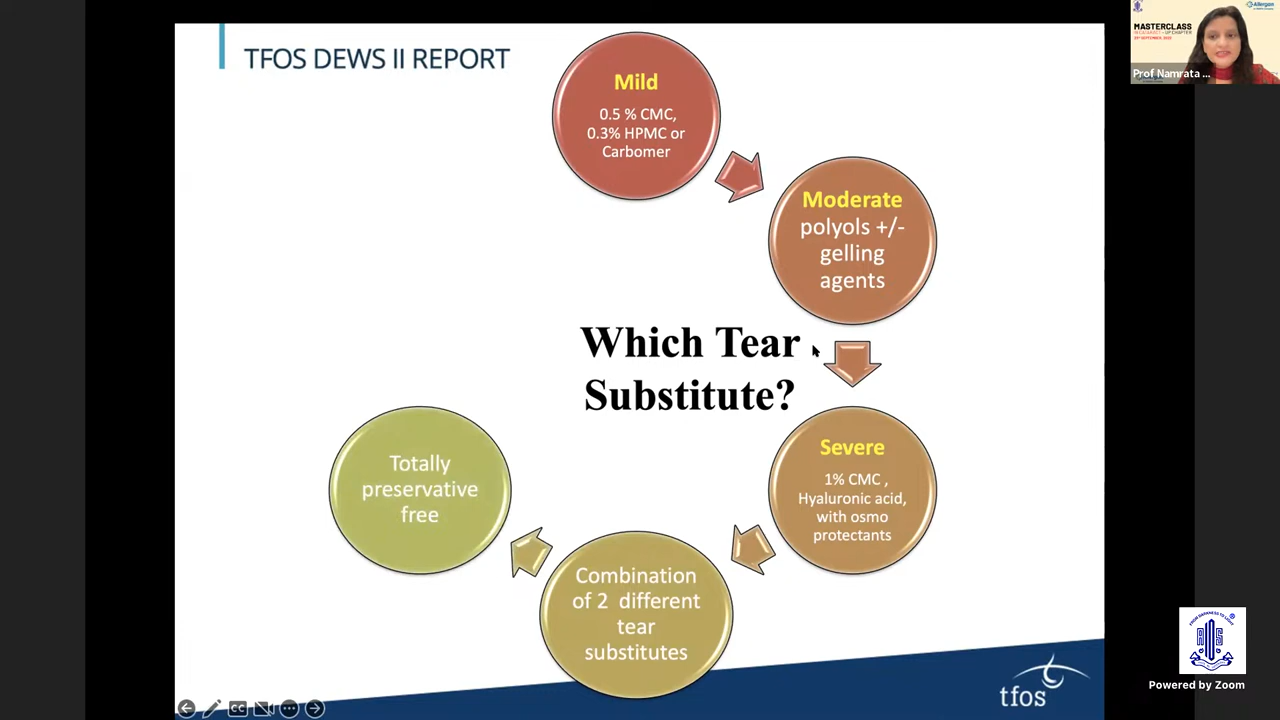 TFOS DEWS II REPORT
Mild
0.5 % CMC,
0.3% HPMC or
Carbomer
Moderate
polyols +/-
gelling
agents
Which Tear
Substitute?
Severe
1% CMC ,
Hyaluronic acid,
with osmo
protectants
Combination
of 2 different
tear
substitutes
Totally
preservative
free
tfos
CC
Allergan
MASTERCLASS
Prof Namrata ...
Powered by Zoom